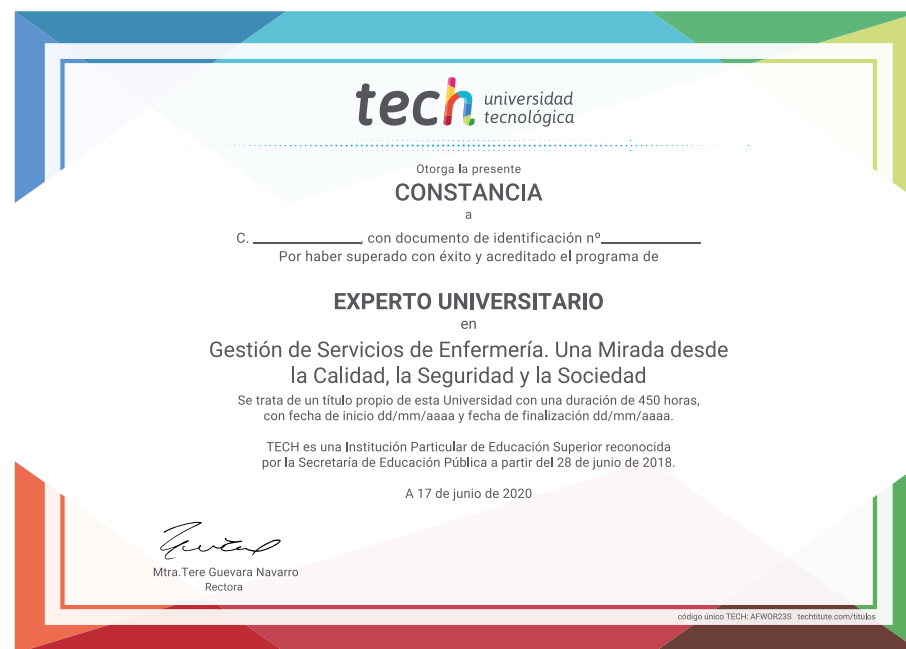 tech universidad
tecnológica
Otorga la presente
CONSTANCIA
a
C. ____________, con documento de identificación nº___________
Por haber superado con éxito y acreditado el programa de
EXPERTO UNIVERSITARIO
en
Gestión de Servicios de Enfermería. Una Mirada desde
la Calidad, la Seguridad y la Sociedad
Se trata de un título propio de esta Universidad con una duración de 450 horas,
con fecha de inicio dd/mm/aaaa y fecha de finalización dd/mm/aaaa.
TECH es una Institución Particular de Educación Superior reconocida
por la Secretaría de Educación Pública a partir del 28 de junio de 2018.
A 17 de junio de 2020
Mtra.Tere Guevara Navarro
Rectora
código único TECH: AFWOR23S techtitute.com/titulos